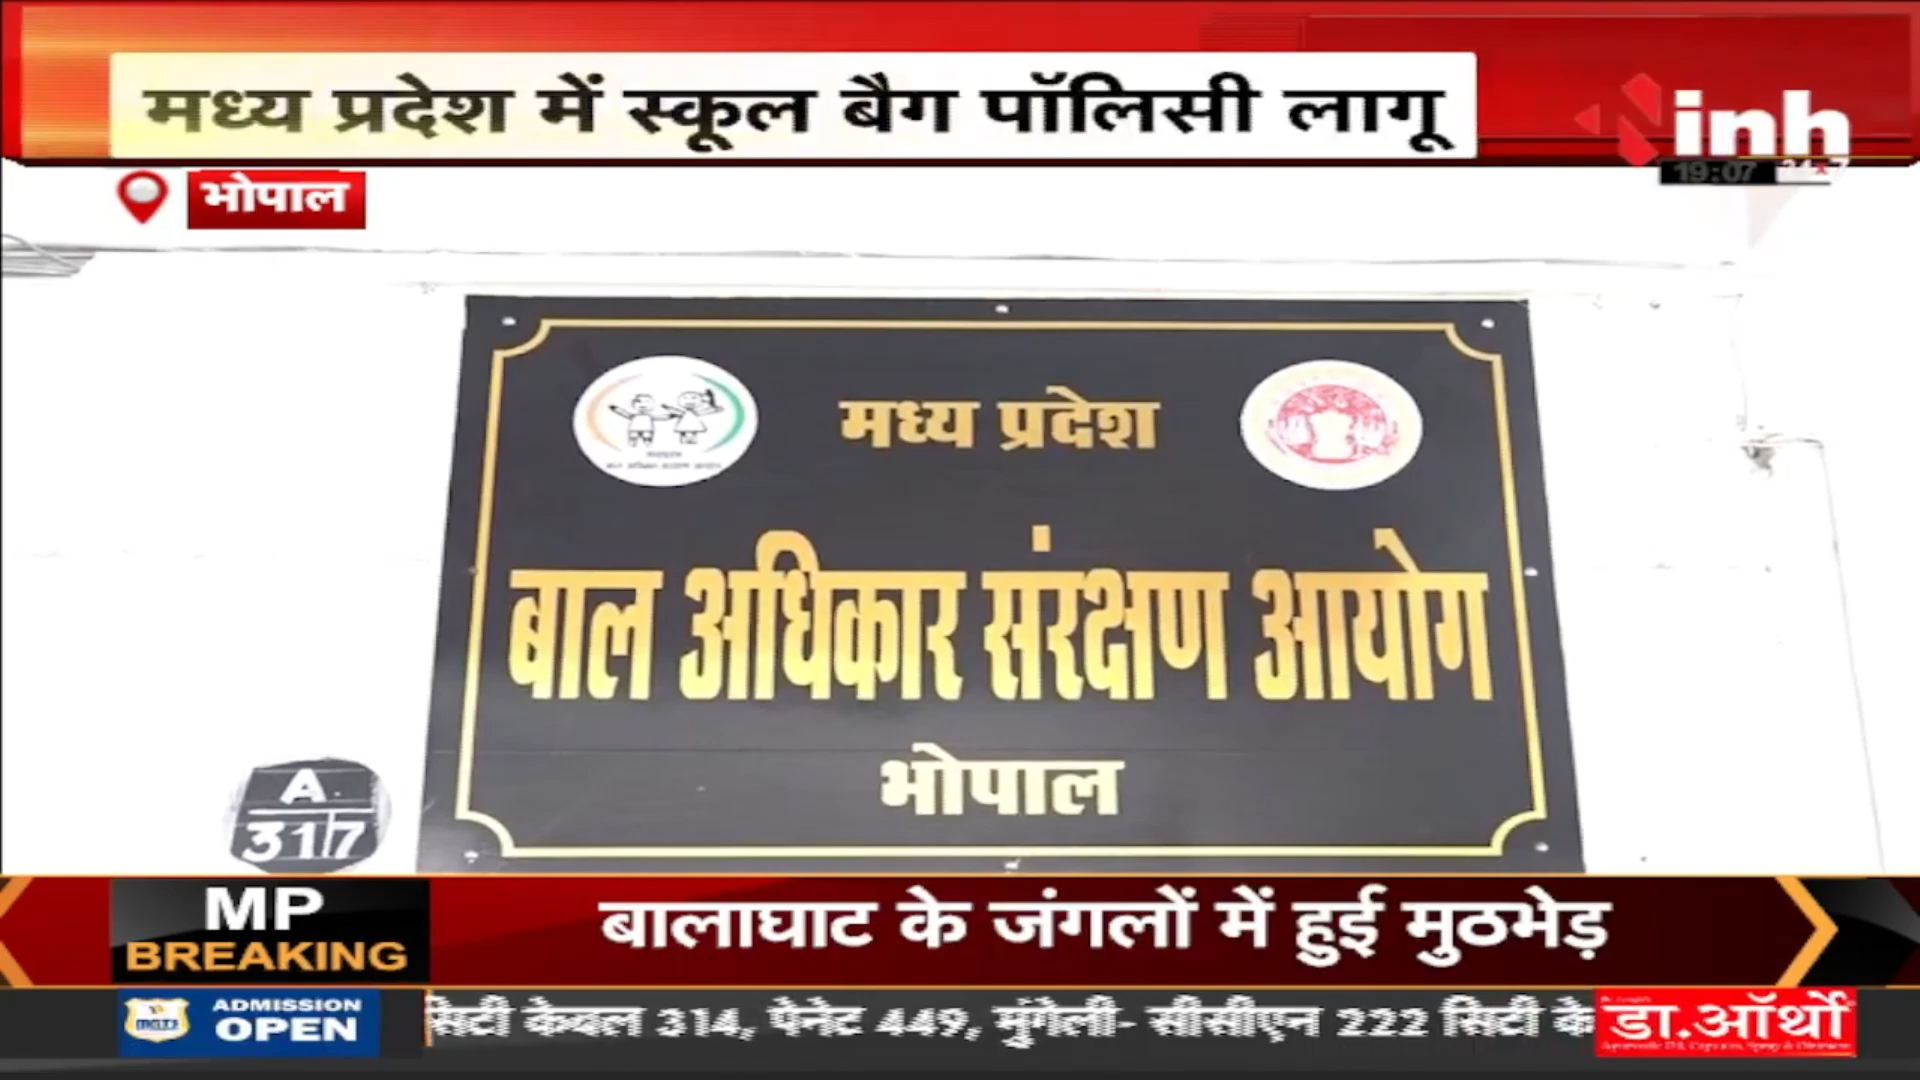 मध्य प्रदेश में स्कूल बैग पॉलिसी लागू
inh
19:07 24x7
भोपाल
मध्य प्रदेश
बाल अधिकार संरक्षण आयोग
भोपाल
A
317
MP
BREAKING
बालाघाट के जंगलों में हुई मुठभेड़
ADMISSION
OPEN
सिटी केबल 314, पेनेट 449, मुंगेली- सीसीएन 222 सिटी के
डा.ऑर्थो